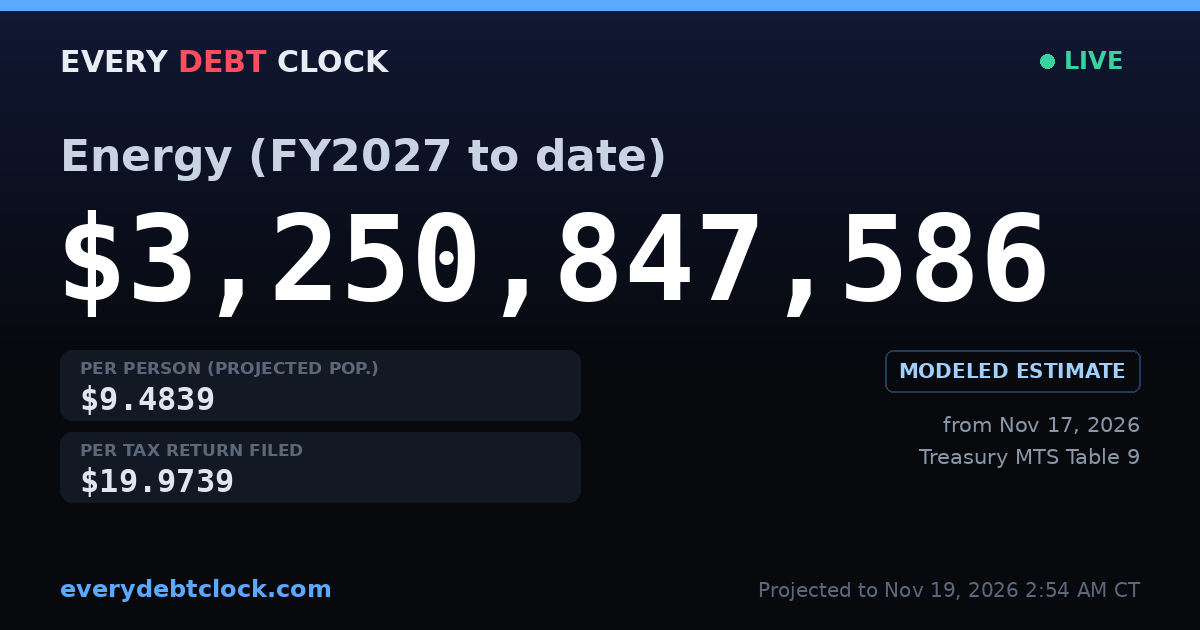 EVERY DEBT CLOCK
LIVE
Energy (FY2027 to date)
$3,250,847,586
PER PERSON (PROJECTED POP.)
$9.4839
PER TAX RETURN FILED
$19.9739
MODELED ESTIMATE
from Nov 17, 2026
Treasury MTS Table 9
everydebtclock.com
Projected to Nov 19, 2026 2:54 AM CT